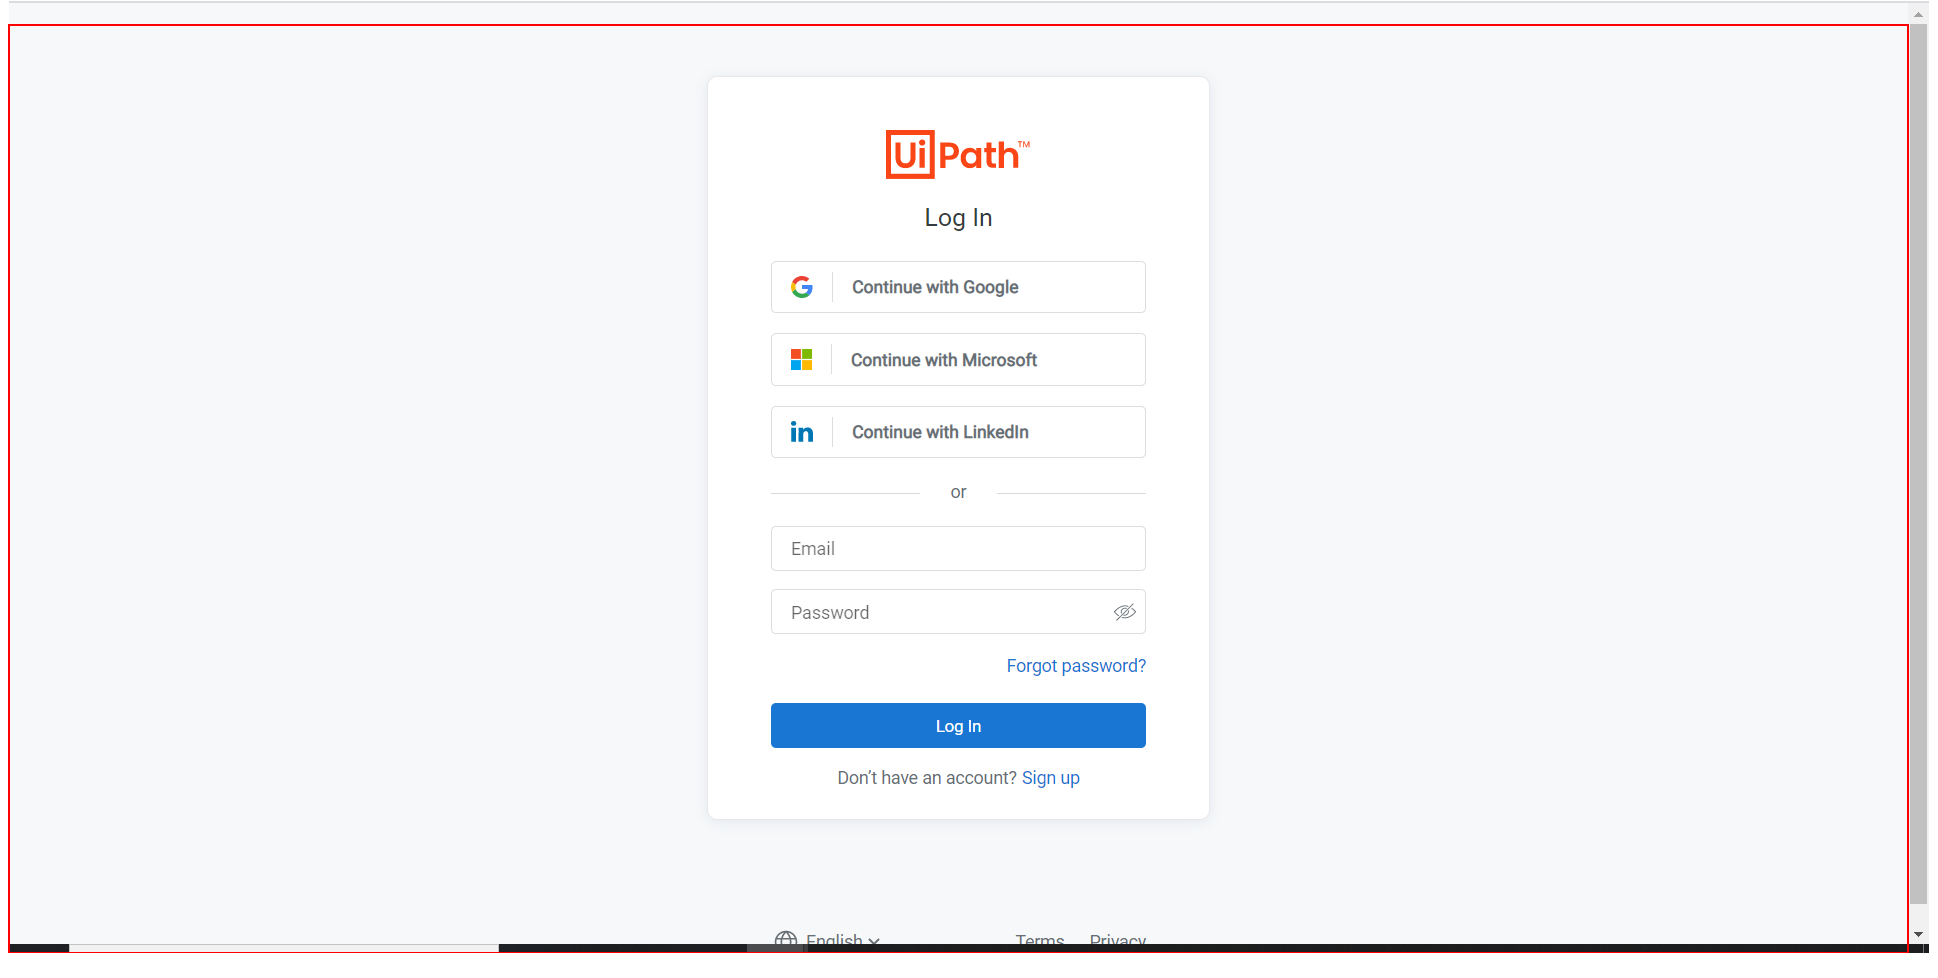 UiPath™
Log In
Continue with Google
Continue with Microsoft
Continue with LinkedIn
or
Email
Password
Forgot password?
Log In
Don't have an account? Sign up
English
Terms Privacy